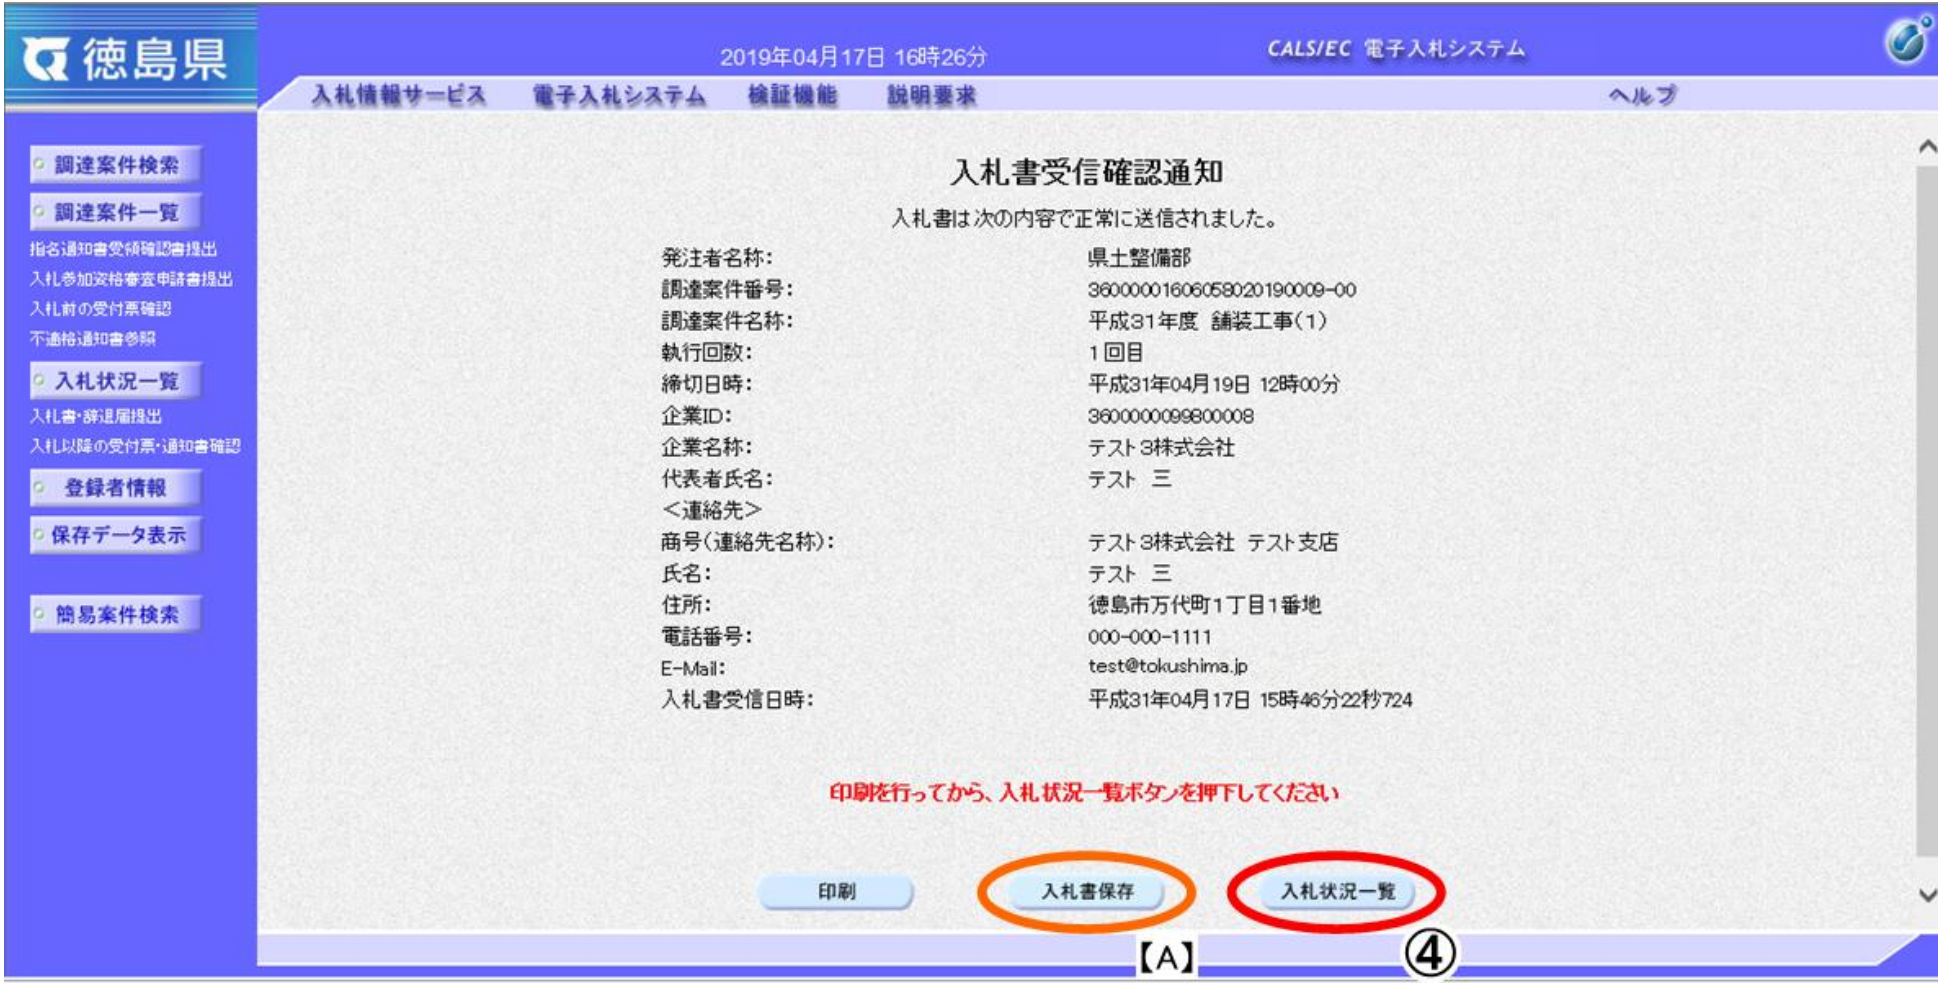 徳島県
2019年04月17日 16時26分
CALS/EC 電子入札システム
入札情報サービス 電子入札システム 検証機能 説明要求 ヘルプ
調達案件検索
調達案件一覧
指名通知書受領確認書提出
入札参加資格審査申請書提出
入札前の受付票確認
不適格通知書参照
入札状況一覧
入札書・辞退届提出
入札以降の受付票・通知書確認
登録者情報
保存データ表示
簡易案件検索
入札書受信確認通知
入札書は次の内容で正常に送信されました。
発注者名称: 県土整備部
調達案件番号: 36000001606058020190009-00
調達案件名称: 平成31年度 舗装工事(1)
執行回数: 1回目
締切日時: 平成31年04月19日 12時00分
企業ID: 3600000099800008
企業名称: テスト3株式会社
代表者氏名: テスト 三
<連絡先>
商号(連絡先名称): テスト3株式会社 テスト支店
氏名: テスト 三
住所: 徳島市万代町1丁目1番地
電話番号: 000-000-1111
E-Mail: test@tokushima.jp
入札書受信日時: 平成31年04月17日 15時46分22秒724
印刷を行ってから、入札状況一覧ボタンを押下してください
印刷 入札書保存 入札状況一覧
【A】 ④